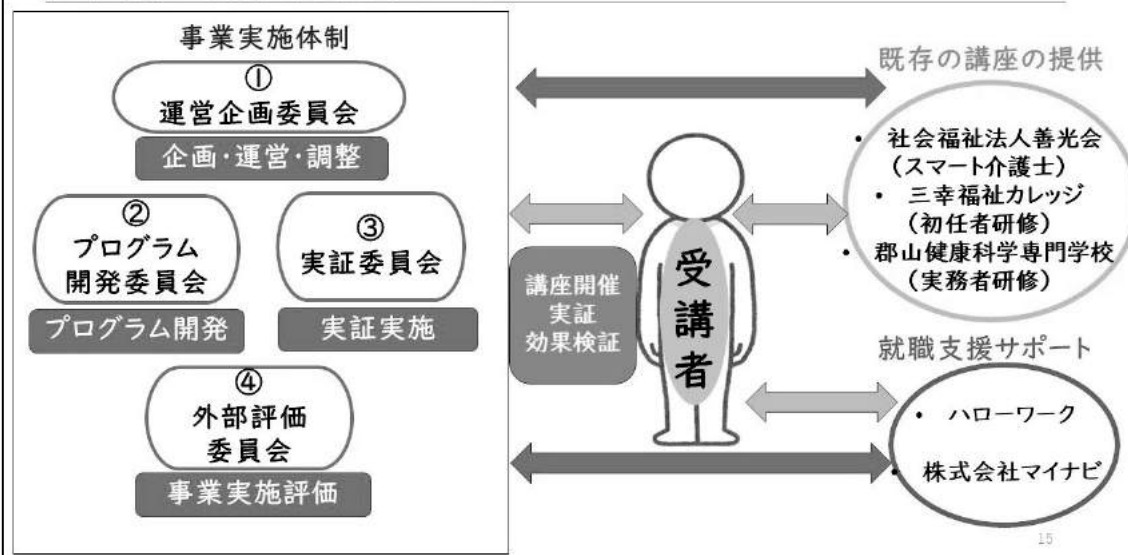 事業実施体制
①
運営企画委員会
企画・運営・調整
②
プログラム
開発委員会
プログラム開発
③
実証委員会
実証実施
④
外部評価
委員会
事業実施評価
講座開催
実証
効果検証
受講者
既存の講座の提供
• 社会福祉法人善光会
(スマート介護士)
• 三幸福祉カレッジ
(初任者研修)
• 郡山健康科学専門学校
(実務者研修)
就職支援サポート
• ハローワーク
• 株式会社マイナビ
15